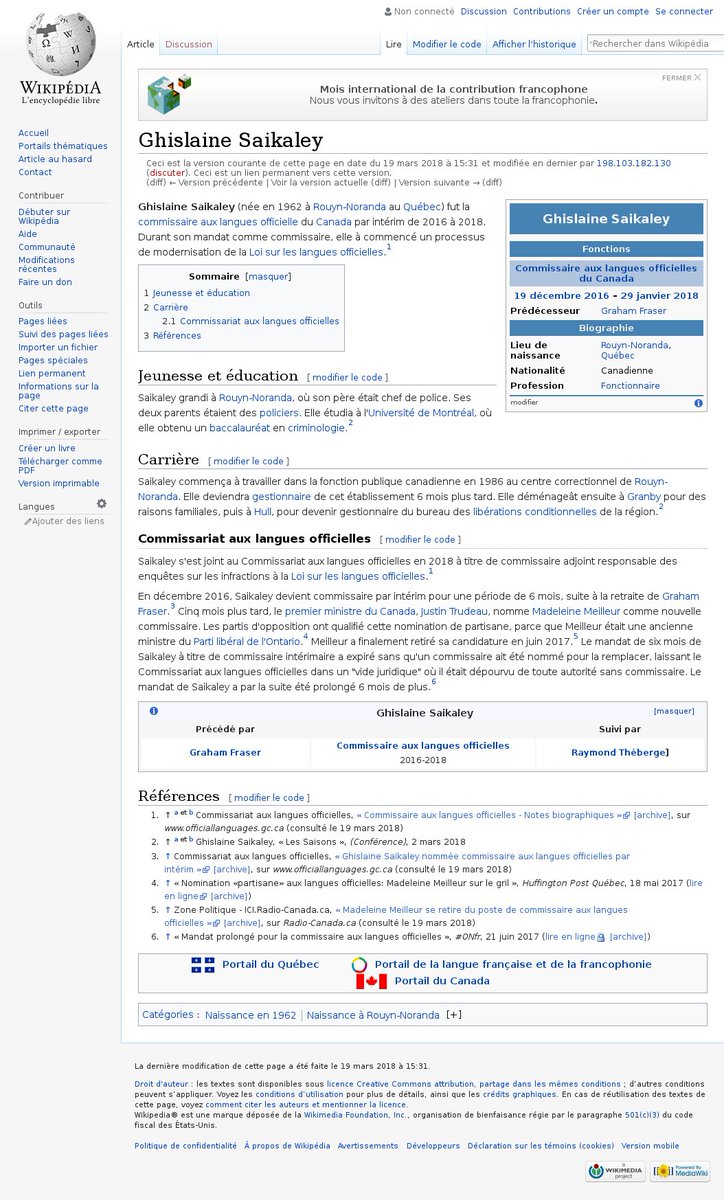 Non connecté Discussion Contributions Créer un compte Se connecter
Article Discussion Lire Modifier le code Afficher l'historique Rechercher dans Wikipédia
WIKIPÉDIA
L'encyclopédie libre
Accueil
Portails thématiques
Article au hasard
Contact
Contribuer
Débuter sur
Wikipédia
Aide
Communauté
Modifications
récentes
Faire un don
Outils
Pages liées
Suivi des pages liées
Importer un fichier
Pages spéciales
Lien permanent
Informations sur la
page
Citer cette page
Imprimer / exporter
Créer un livre
Télécharger comme
PDF
Version imprimable
Langues
Ajouter des liens
FERMER
Mois international de la contribution francophone
Nous vous invitons à des ateliers dans toute la francophonie.
Ghislaine Saikaley
Ceci est la version courante de cette page en date du 19 mars 2018 à 15:31 et modifiée en dernier par 198.103.182.130
(discuter). Ceci est un lien permanent vers cette version.
(diff) ← Version précédente | Voir la version actuelle (diff) | Version suivante → (diff)
Ghislaine Saikaley (née en 1962 à Rouyn-Noranda au Québec) fut la
commissaire aux langues officielle du Canada par intérim de 2016 à 2018.
Durant son mandat comme commissaire, elle à commencé un processus
de modernisation de la Loi sur les langues officielles.1
Ghislaine Saikaley
Fonctions
Commissaire aux langues officielles
du Canada
19 décembre 2016 – 29 janvier 2018
Prédécesseur Graham Fraser
Biographie
Lieu de naissance Rouyn-Noranda, Québec
Nationalité Canadienne
Profession Fonctionnaire
modifier
Sommaire [masquer]
1 Jeunesse et éducation
2 Carrière
2.1 Commissariat aux langues officielles
3 Références
Jeunesse et éducation [ modifier le code ]
Saikaley grandi à Rouyn-Noranda, où son père était chef de police. Ses
deux parents étaient des policiers. Elle étudia à l'Université de Montréal, où
elle obtenu un baccalauréat en criminologie.2
Carrière [ modifier le code ]
Saikaley commença à travailler dans la fonction publique canadienne en 1986 au centre correctionnel de Rouyn-
Noranda. Elle deviendra gestionnaire de cet établissement 6 mois plus tard. Elle déménageât ensuite à Granby pour des
raisons familiales, puis à Hull, pour devenir gestionnaire du bureau des libérations conditionnelles de la région.2
Commissariat aux langues officielles [ modifier le code ]
Saikaley s'est joint au Commissariat aux langues officielles en 2018 à titre de commissaire adjoint responsable des
enquêtes sur les infractions à la Loi sur les langues officielles.1
En décembre 2016, Saikaley devient commissaire par intérim pour une période de 6 mois, suite à la retraite de Graham
Fraser.3 Cinq mois plus tard, le premier ministre du Canada, Justin Trudeau, nomme Madeleine Meilleur comme nouvelle
commissaire. Les partis d'opposition ont qualifié cette nomination de partisane, parce que Meilleur était une ancienne
ministre du Parti libéral de l'Ontario.4 Meilleur a finalement retiré sa candidature en juin 2017.5 Le mandat de six mois de
Saikaley à titre de commissaire intérimaire a expiré sans qu'un commissaire ait été nommé pour la remplacer, laissant le
Commissariat aux langues officielles dans un "vide juridique" où il était dépourvu de toute autorité sans commissaire. Le
mandat de Saikaley a par la suite été prolongé 6 mois de plus.6
Ghislaine Saikaley [masquer]
Précédé par Suivi par
Graham Fraser Commissaire aux langues officielles Raymond Théberge]
2016-2018
Références [ modifier le code ]
1. ↑ a et b Commissariat aux langues officielles, « Commissaire aux langues officielles - Notes biographiques » [archive], sur
www.officiallanguages.gc.ca (consulté le 19 mars 2018)
2. ↑ a et b Ghislaine Saikaley, « Les Saisons », (Conférence), 2 mars 2018
3. ↑ Commissariat aux langues officielles, « Ghislaine Saikaley nommée commissaire aux langues officielles par
intérim » [archive], sur www.officiallanguages.gc.ca (consulté le 19 mars 2018)
4. ↑ « Nomination «partisane» aux langues officielles: Madeleine Meilleur sur le gril », Huffington Post Québec, 18 mai 2017 (lire
en ligne [archive])
5. ↑ Zone Politique - ICI.Radio-Canada.ca, « Madeleine Meilleur se retire du poste de commissaire aux langues
officielles » [archive], sur Radio-Canada.ca (consulté le 19 mars 2018)
6. ↑ « Mandat prolongé pour la commissaire aux langues officielles », #ONfr, 21 juin 2017 (lire en ligne [archive])
Portail du Québec Portail de la langue française et de la francophonie
Portail du Canada
Catégories : Naissance en 1962 | Naissance à Rouyn-Noranda [+]
La dernière modification de cette page a été faite le 19 mars 2018 à 15:31.
Droit d'auteur : les textes sont disponibles sous licence Creative Commons attribution, partage dans les mêmes conditions ; d'autres conditions
peuvent s'appliquer. Voyez les conditions d'utilisation pour plus de détails, ainsi que les crédits graphiques. En cas de réutilisation des textes de
cette page, voyez comment citer les auteurs et mentionner la licence.
Wikipedia® est une marque déposée de la Wikimedia Foundation, Inc., organisation de bienfaisance régie par le paragraphe 501(c)(3) du code
fiscal des États-Unis.
Politique de confidentialité À propos de Wikipédia Avertissements Développeurs Déclaration sur les témoins (cookies) Version mobile
A WIKIMEDIA project Powered By MediaWiki